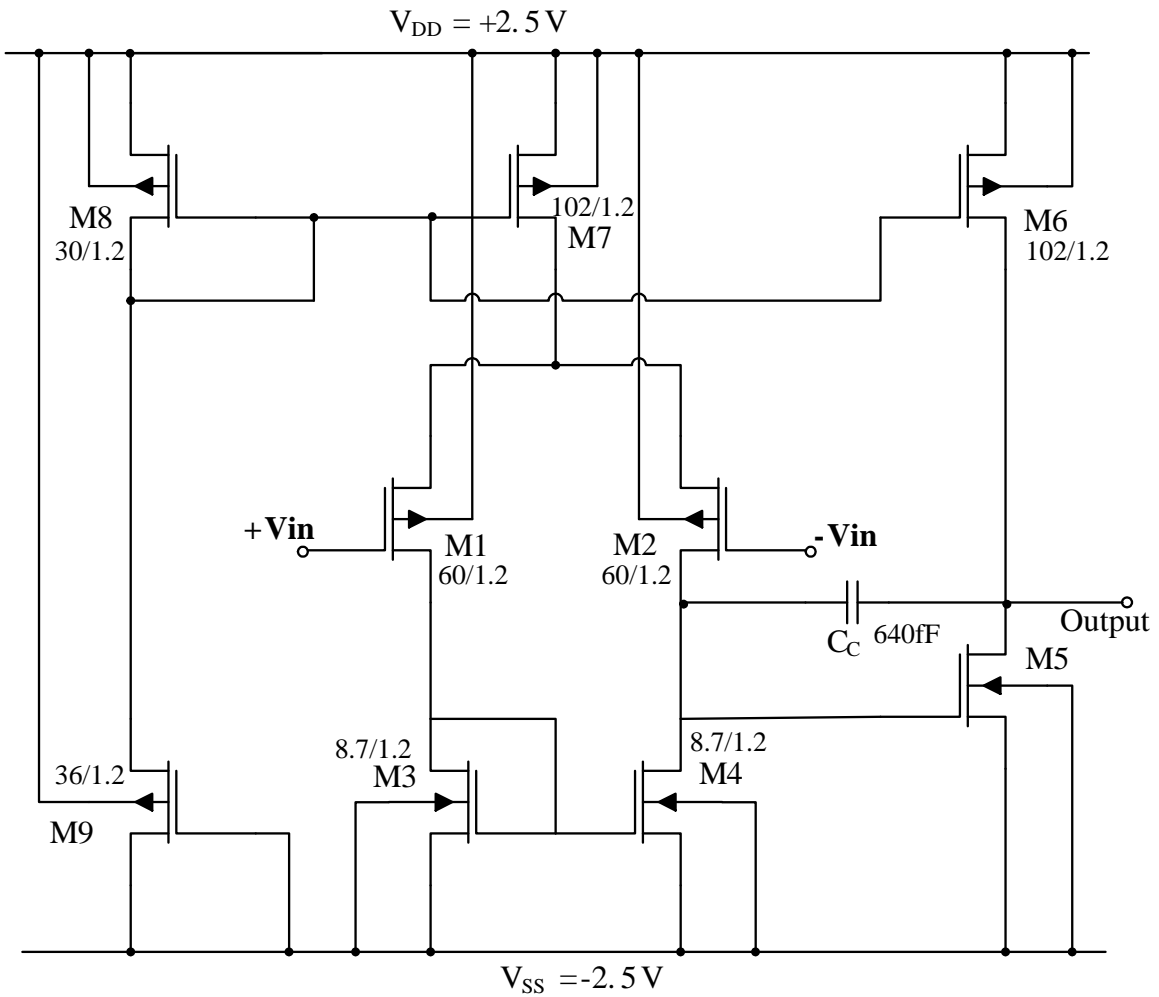 V_DD = +2.5V
M8
30/1.2
102/1.2
M7
M6
102/1.2
+Vin
M1
60/1.2
M2
60/1.2
-Vin
C_C 640fF
Output
M5
36/1.2
M9
8.7/1.2
M3
8.7/1.2
M4
V_SS =-2.5V